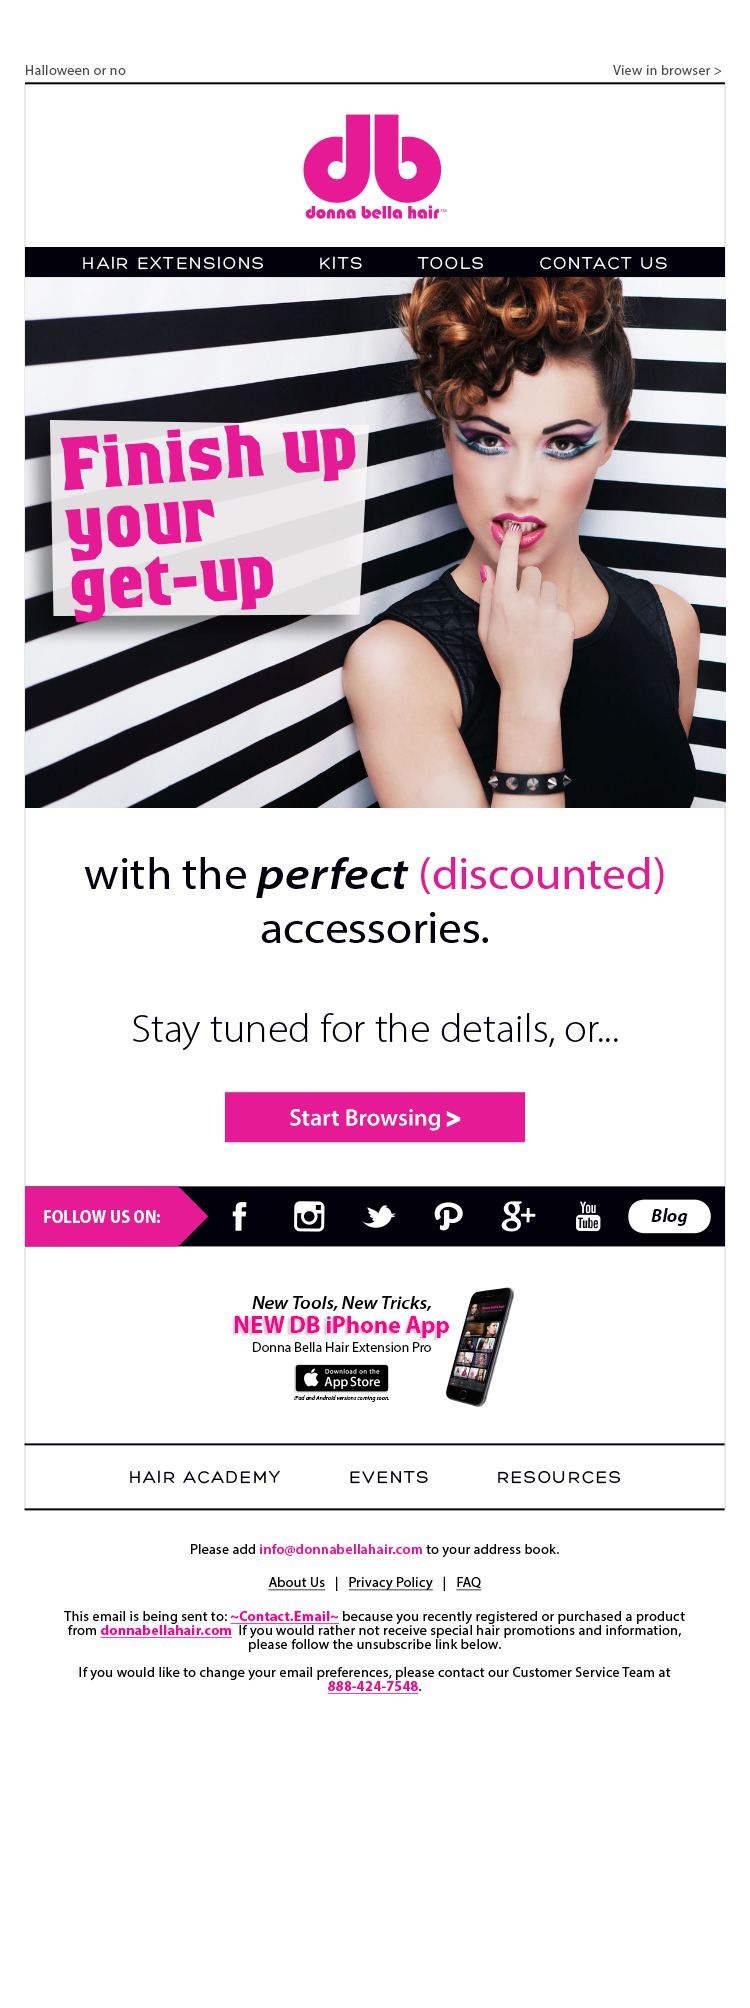 Halloween or no
View in browser >
db
donna bella hair™
HAIR EXTENSIONS KITS TOOLS CONTACT US
Finish up
your
get-up
with the perfect (discounted)
accessories.
Stay tuned for the details, or...
Start Browsing >
FOLLOW US ON:
f
g+
You
Tube
Blog
New Tools, New Tricks,
NEW DB iPhone App
Donna Bella Hair Extension Pro
Download on the
App Store
iPad and Android versions coming soon.
HAIR ACADEMY EVENTS RESOURCES
Please add info@donnabellahair.com to your address book.
About Us | Privacy Policy | FAQ
This email is being sent to: ~Contact.Email~ because you recently registered or purchased a product
from donnabellahair.com If you would rather not receive special hair promotions and information,
please follow the unsubscribe link below.
If you would like to change your email preferences, please contact our Customer Service Team at
888-424-7548.